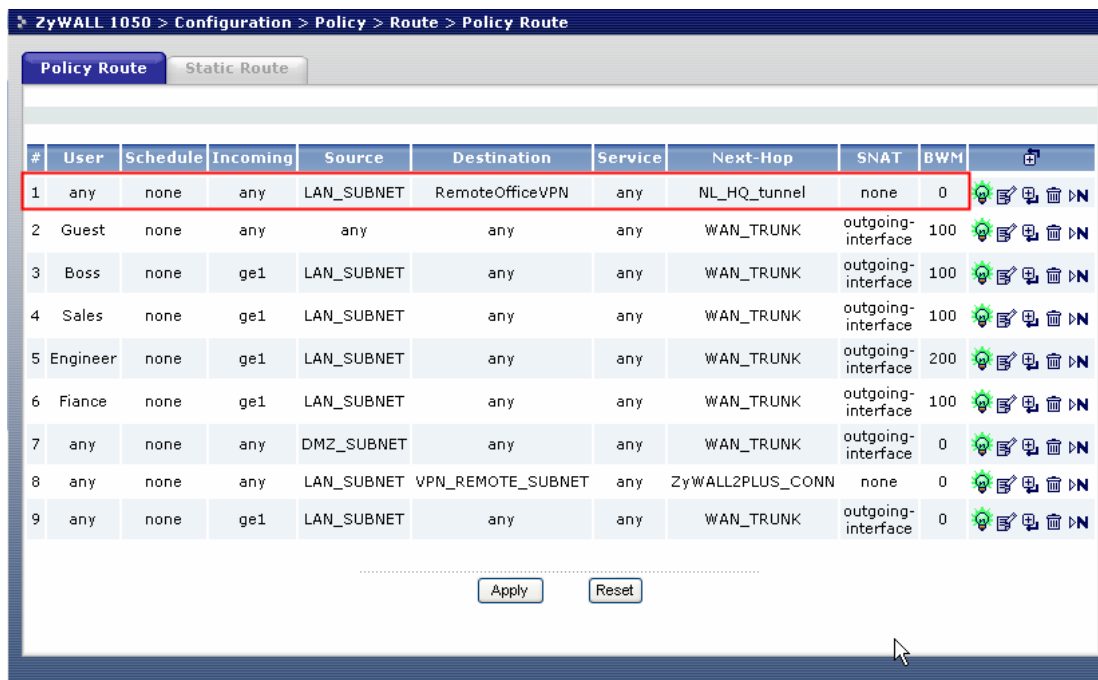 ZyWALL 1050 > Configuration > Policy > Route > Policy Route
Policy Route Static Route
# User Schedule Incoming Source Destination Service Next-Hop SNAT BWM
1 any none any LAN_SUBNET RemoteOfficeVPN any NL_HQ_tunnel none 0 N
2 Guest none any any any any WAN_TRUNK outgoing-interface 100 N
3 Boss none ge1 LAN_SUBNET any any WAN_TRUNK outgoing-interface 100 N
4 Sales none ge1 LAN_SUBNET any any WAN_TRUNK outgoing-interface 100 N
5 Engineer none ge1 LAN_SUBNET any any WAN_TRUNK outgoing-interface 200 N
6 Fiance none ge1 LAN_SUBNET any any WAN_TRUNK outgoing-interface 100 N
7 any none any DMZ_SUBNET any any WAN_TRUNK outgoing-interface 0 N
8 any none any LAN_SUBNET VPN_REMOTE_SUBNET any ZyWALL2PLUS_CONN none 0 N
9 any none ge1 LAN_SUBNET any any WAN_TRUNK outgoing-interface 0 N
Apply Reset